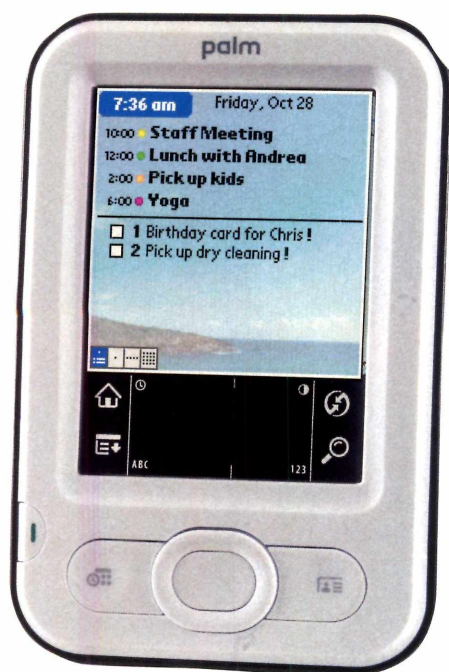 palm
7:36 am Friday, Oct 28
10:00 Staff Meeting
12:00 Lunch with Andrea
2:00 Pick up kids
6:00 Yoga
1 Birthday card for Chris!
2 Pick up dry cleaning!
ABC 123